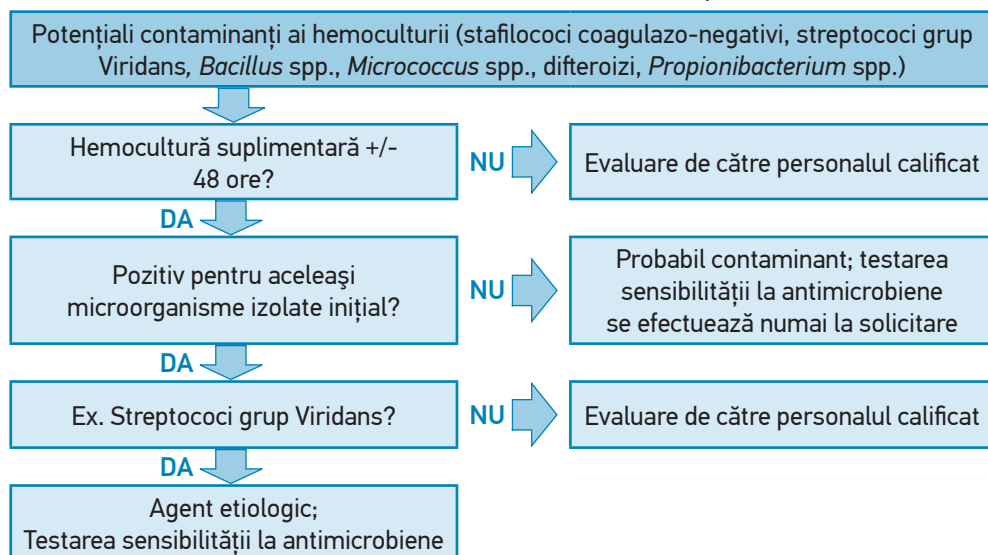 Potențiali contaminanți ai hemoculturii (stafilococi coagulazo-negativi, streptococi grup
Viridans, Bacillus spp., Micrococcus spp., difteroizi, Propionibacterium spp.)
Hemocultură suplimentară +/-
48 ore?
NU
Evaluare de către personalul calificat
DA
Pozitiv pentru aceleaşi
microorganisme izolate inițial?
NU
Probabil contaminant; testarea
sensibilității la antimicrobiene
se efectuează numai la solicitare
DA
Ex. Streptococi grup Viridans?
NU
Evaluare de către personalul calificat
DA
Agent etiologic;
Testarea sensibilității la antimicrobiene